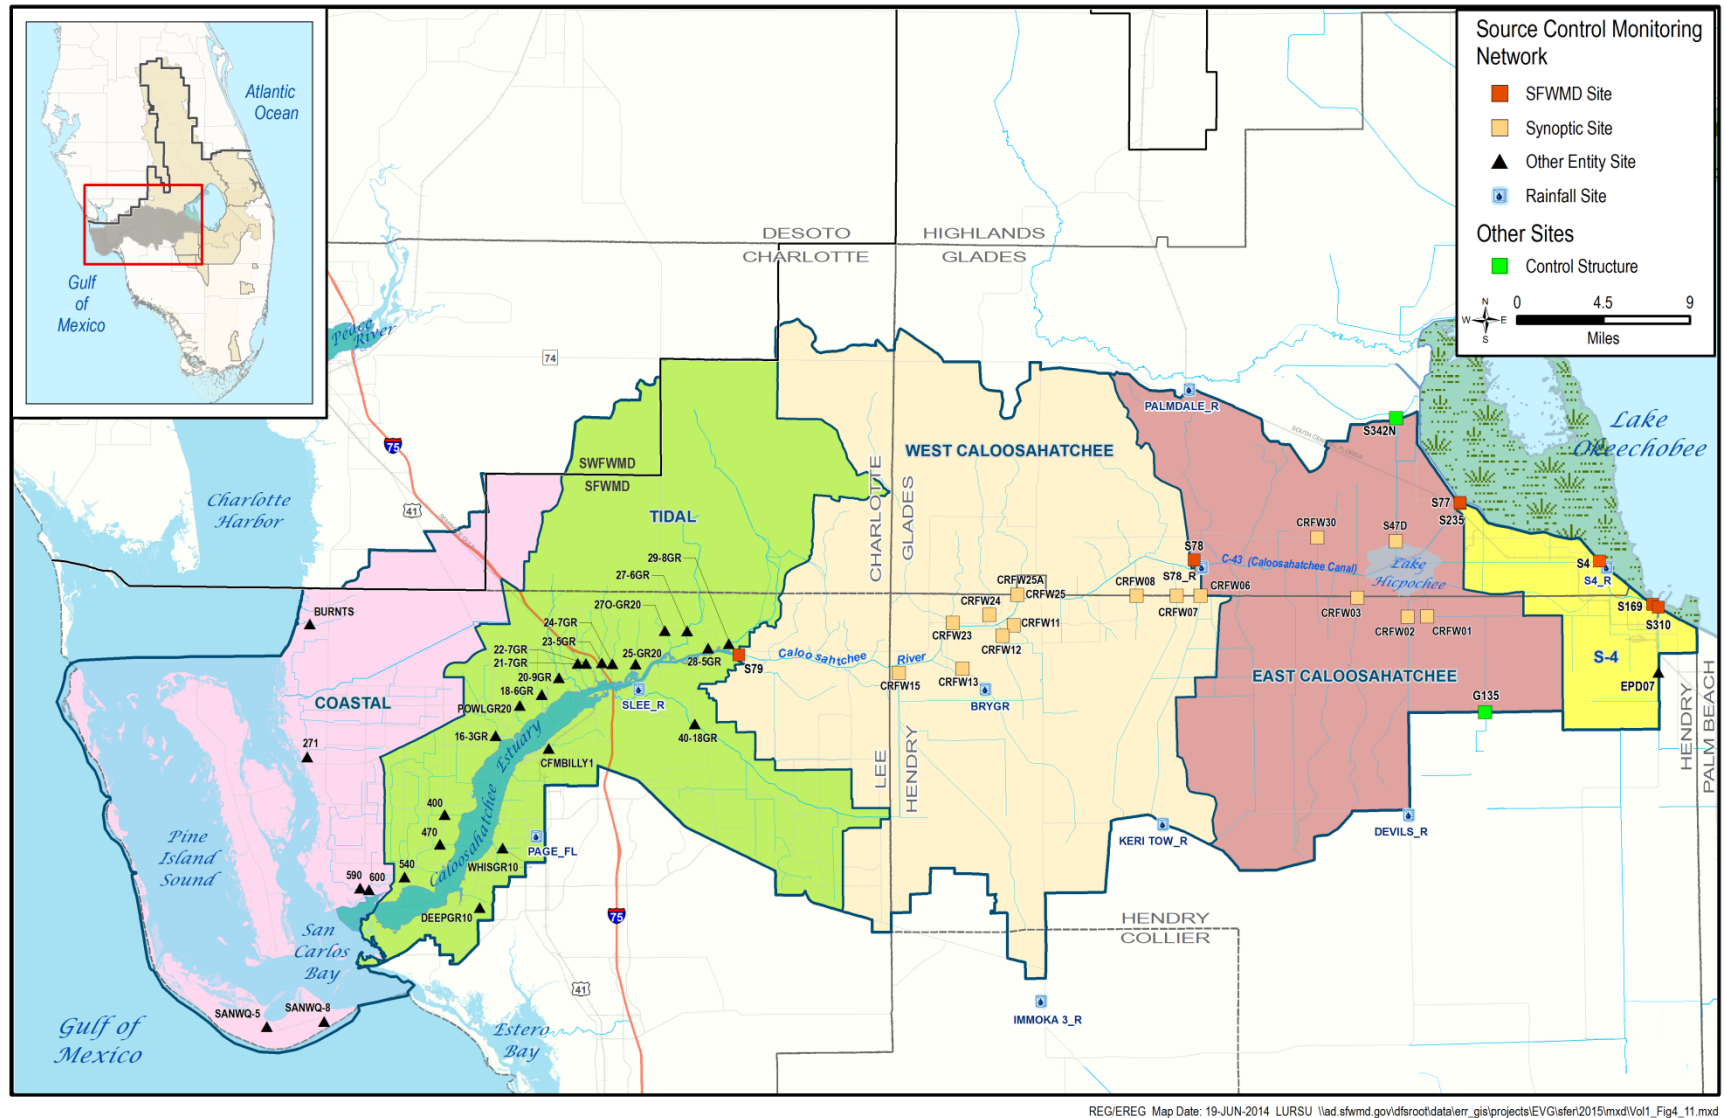 Atlantic
Ocean
Gulf
of
Mexico
Source Control Monitoring
Network
SFWMD Site
Synoptic Site
Other Entity Site
Rainfall Site
Other Sites
Control Structure
N
W
E
S
0
4.5
9
Miles
DESOTO
HIGHLANDS
CHARLOTTE
GLADES
Peace
River
74
75
41
Charlotte
Harbor
SWFWMD
SFWMD
TIDAL
CHARLOTTE
GLADES
WEST CALOOSAHATCHEE
PALMDALE_R
S342N
Lake
Okeechobee
S77
S235
CRFW30
S47D
S78
S78_R
C-43 (Caloosahatchee Canal)
Lake
Hicpochee
S4
S4_R
S169
S310
CRFW25A
CRFW25
CRFW08
CRFW06
CRFW07
CRFW24
CRFW11
CRFW23
CRFW12
CRFW03
CRFW02
CRFW01
29-8GR
27-6GR
27O-GR20
24-7GR
23-5GR
22-7GR
21-7GR
25-GR20
28-5GR
S79
20-9GR
18-6GR
POWLGR20
SLEE_R
Caloosahatchee
River
CRFW15
CRFW13
BRYGR
EAST CALOOSAHATCHEE
G135
S-4
EPD07
BURNTS
COASTAL
16-3GR
40-18GR
CFMBILLY1
271
Caloosahatchee Estuary
LEE
HENDRY
HENDRY
PALM BEACH
400
470
540
590
600
PAGE_FL
WHISGR10
DEEPGR10
KERI TOW_R
DEVILS_R
Pine
Island
Sound
San
Carlos
Bay
75
HENDRY
COLLIER
SANWQ-5
SANWQ-8
41
IMMOKA 3_R
Gulf of
Mexico
Estero
Bay
REG/EREG Map Date: 19-JUN-2014 LURSU \\ad.sfwmd.gov\dfsroot\data\err_gis\projects\EVG\sfer\2015\mxd\Vol1_Fig4_11.mxd